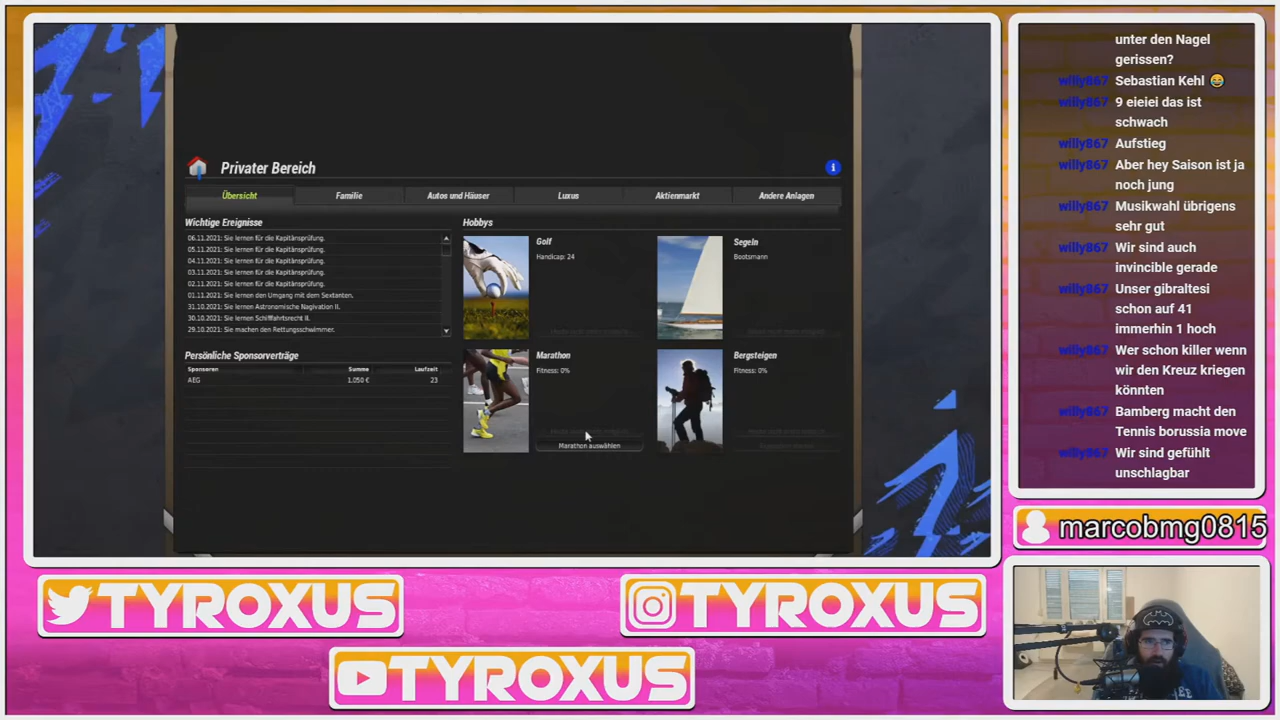 Privater Bereich
i
Übersicht
Familie
Autos und Häuser
Luxus
Aktienmarkt
Andere Anlagen
Wichtige Ereignisse
06.11.2021: Sie lernen für die Kapitänsprüfung.
05.11.2021: Sie lernen für die Kapitänsprüfung.
04.11.2021: Sie lernen für die Kapitänsprüfung.
03.11.2021: Sie lernen für die Kapitänsprüfung.
02.11.2021: Sie lernen für die Kapitänsprüfung.
01.11.2021: Sie lernen den Umgang mit dem Sextanten.
31.10.2021: Sie lernen Astronomische Nagivation II.
30.10.2021: Sie lernen Schifffahrtsrecht II.
29.10.2021: Sie machen den Rettungsschwimmer.
Persönliche Sponsorverträge
Sponsoren Summe Laufzeit
AEG 1.050 € 23
Hobbys
Golf
Handicap: 24
Segeln
Bootsmann
Marathon
Fitness: 0%
Marathon auswählen
Bergsteigen
Fitness: 0%
unter den Nagel
gerissen?
willy867 Sebastian Kehl 😂
willy867 9 eieiei das ist
schwach
willy867 Aufstieg
willy867 Aber hey Saison ist ja
noch jung
willy867 Musikwahl übrigens
sehr gut
willy867 Wir sind auch
invincible gerade
willy867 Unser gibraltesi
schon auf 41
immerhin 1 hoch
willy867 Wer schon killer wenn
wir den Kreuz kriegen
könnten
willy867 Bamberg macht den
Tennis borussia move
willy867 Wir sind gefühlt
unschlagbar
marcobmg0815
TYROXUS
TYROXUS
TYROXUS